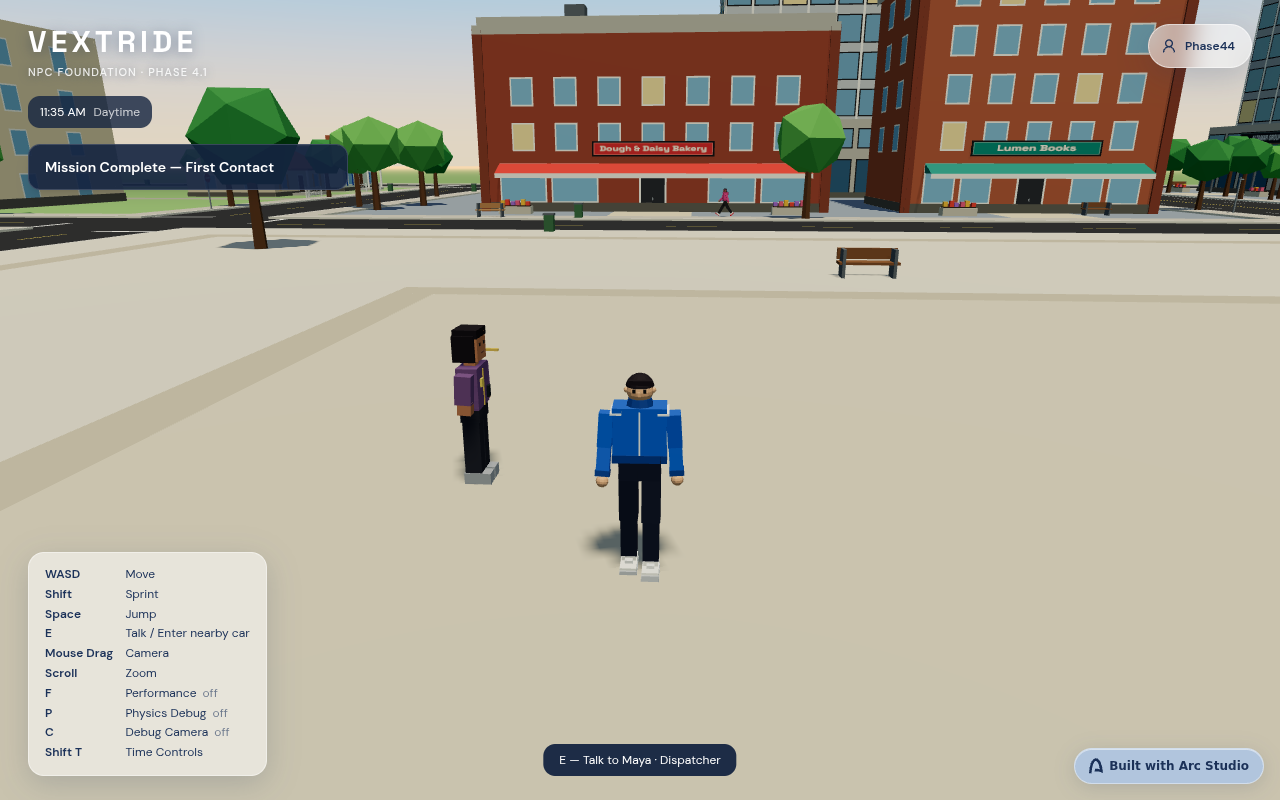 VEXTRIDE
NPC FOUNDATION · PHASE 4.1
11:35 AM Daytime
Mission Complete — First Contact
Phase44
Dough & Daisy Bakery
Lumen Books
WASD Move
Shift Sprint
Space Jump
E Talk / Enter nearby car
Mouse Drag Camera
Scroll Zoom
F Performance off
P Physics Debug off
C Debug Camera off
Shift T Time Controls
E — Talk to Maya · Dispatcher
Built with Arc Studio